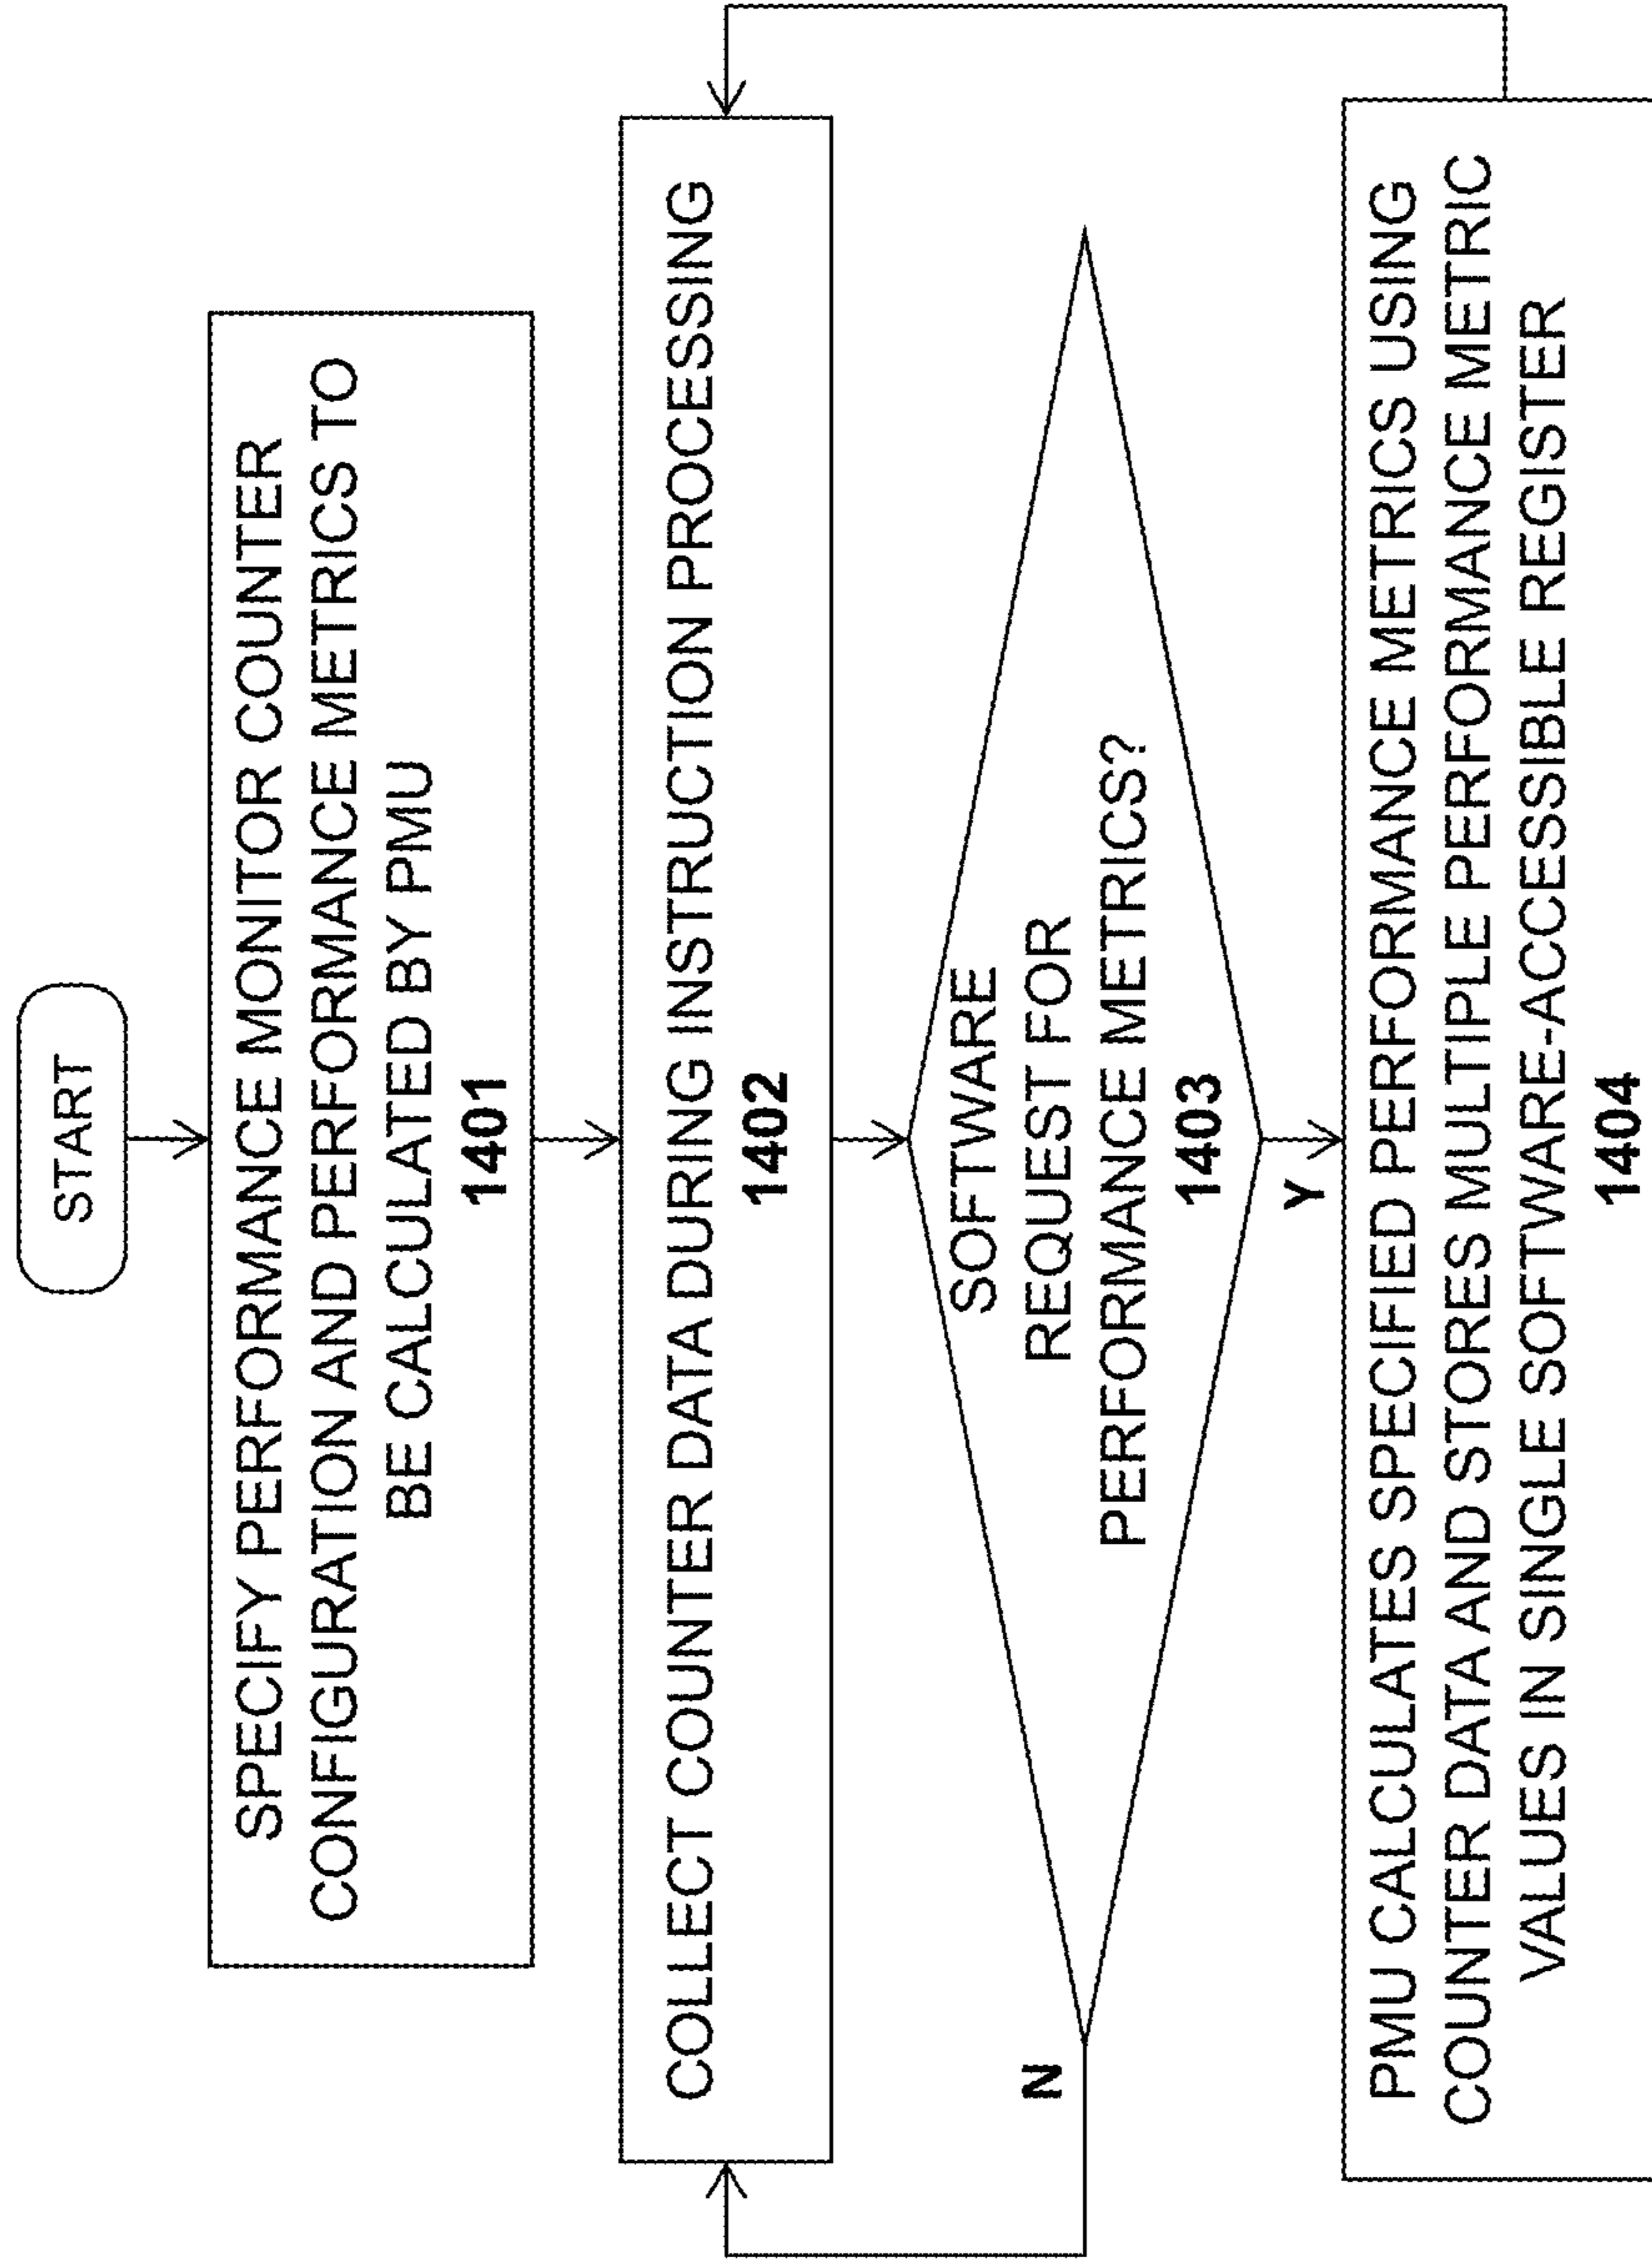 START
SPECIFY PERFORMANCE MONITOR COUNTER
CONFIGURATION AND PERFORMANCE METRICS TO
BE CALCULATED BY PMU
1401
COLLECT COUNTER DATA DURING INSTRUCTION PROCESSING
1402
SOFTWARE
REQUEST FOR
PERFORMANCE METRICS?
1403
N
Y
PMU CALCULATES SPECIFIED PERFORMANCE METRICS USING
COUNTER DATA AND STORES MULTIPLE PERFORMANCE METRIC
VALUES IN SINGLE SOFTWARE-ACCESSIBLE REGISTER
1404